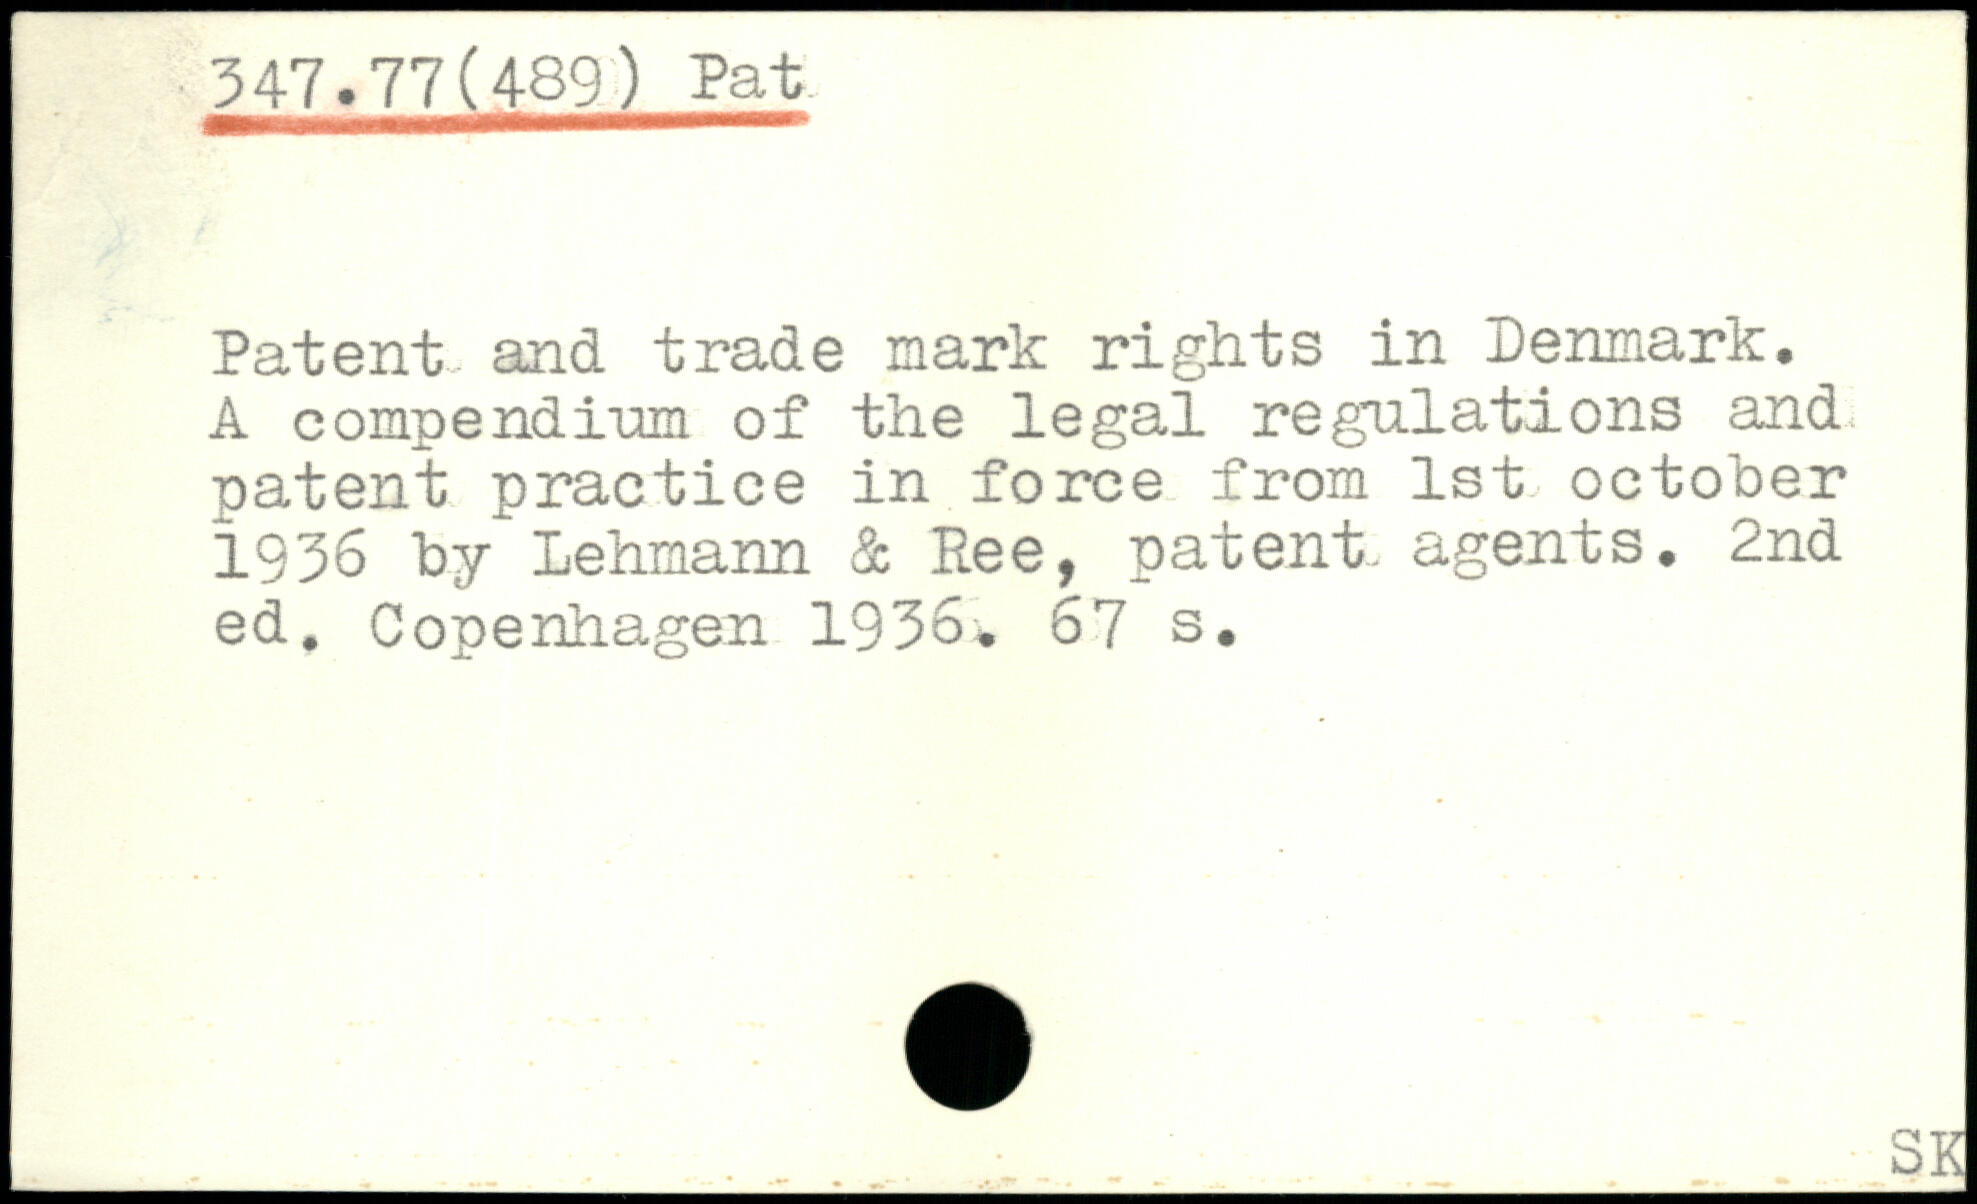 347.77(489) Pat
Patent and trade mark rights in Denmark.
A compendium of the legal regulations and
patent practice in force from 1st october
1936 by Lehmann & Ree, patent agents. 2nd
ed. Copenhagen 1936. 67 s.
SK